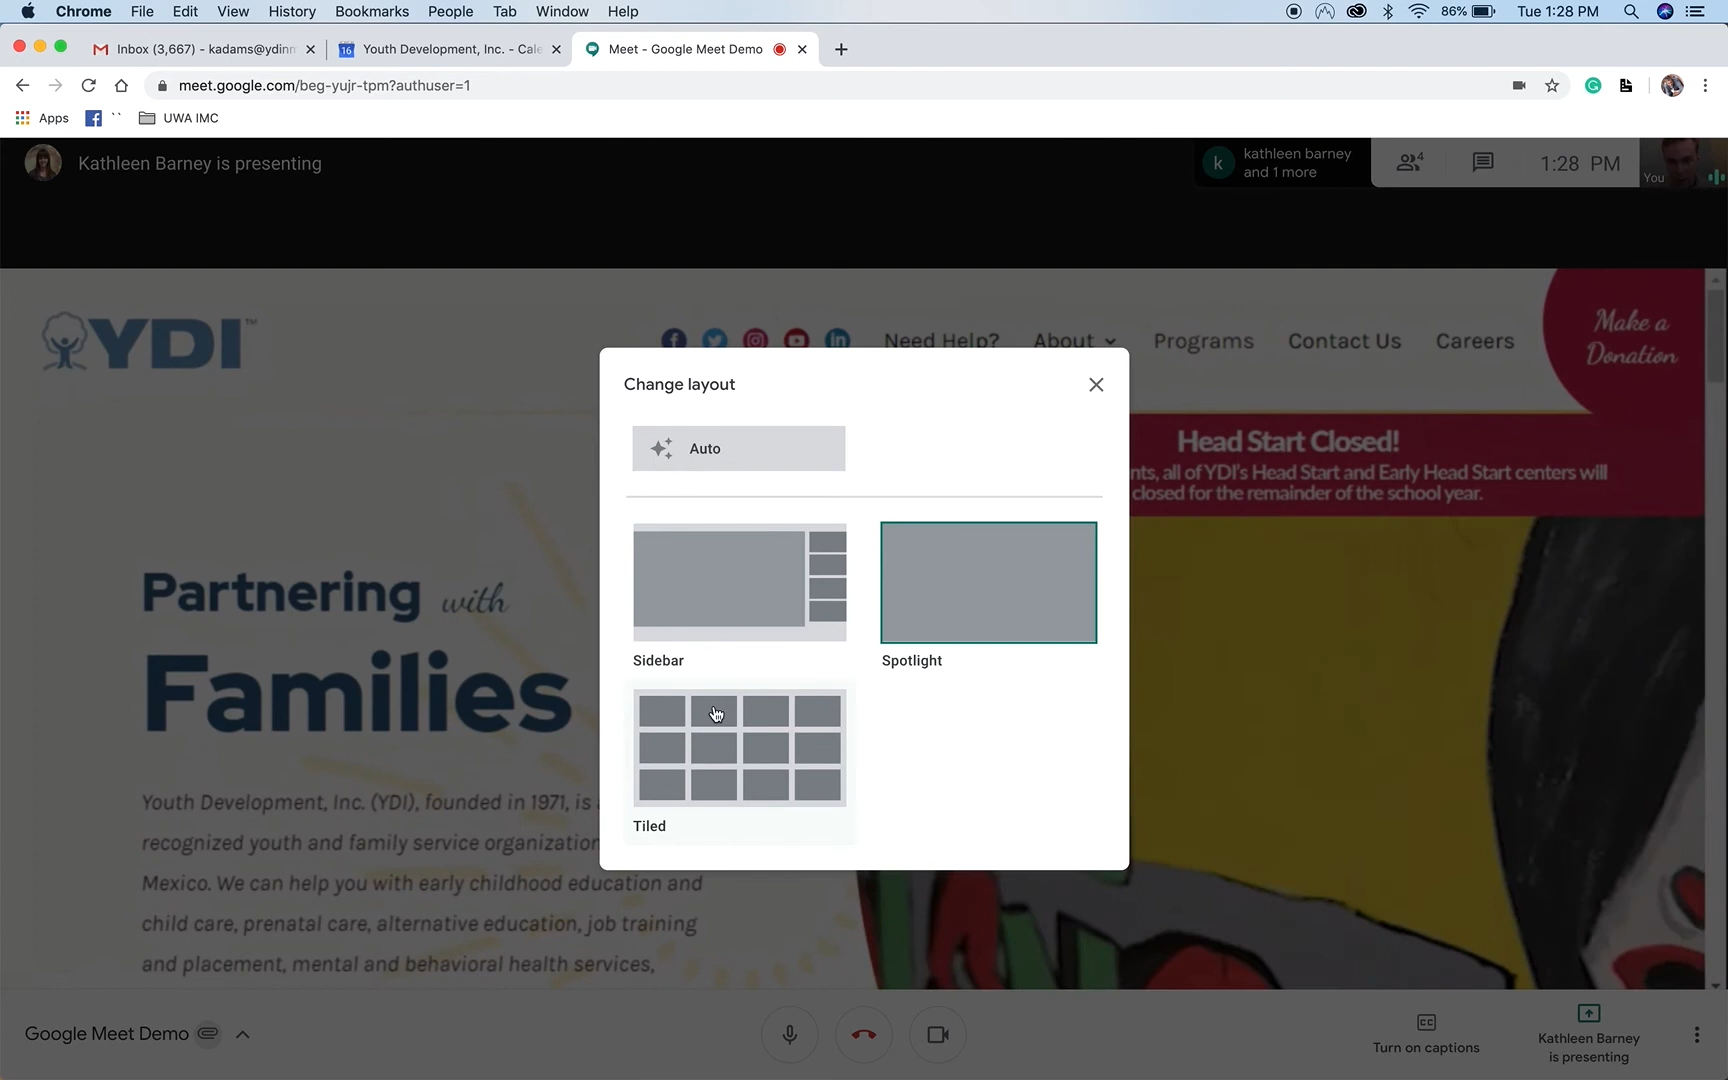 Chrome File Edit View History Bookmarks People Tab Window Help 86% Tue 1:28 PM
Inbox (3,667) - kadams@ydinm 16 Youth Development, Inc. - Cale Meet - Google Meet Demo
meet.google.com/beg-yujr-tpm?authuser=1
Apps `` UWA IMC
Kathleen Barney is presenting
k kathleen barney
and 1 more
4
1:28 PM
You
YDI™
Need Help? About Programs Contact Us Careers
Make a
Donation
Change layout
Auto
Head Start Closed!
nts, all of YDI's Head Start and Early Head Start centers will
closed for the remainder of the school year.
Sidebar Spotlight
Tiled
Partnering with
Families
Youth Development, Inc. (YDI), founded in 1971, is
recognized youth and family service organization
Mexico. We can help you with early childhood education and
child care, prenatal care, alternative education, job training
and placement, mental and behavioral health services,
Google Meet Demo
CC
Turn on captions
Kathleen Barney
is presenting